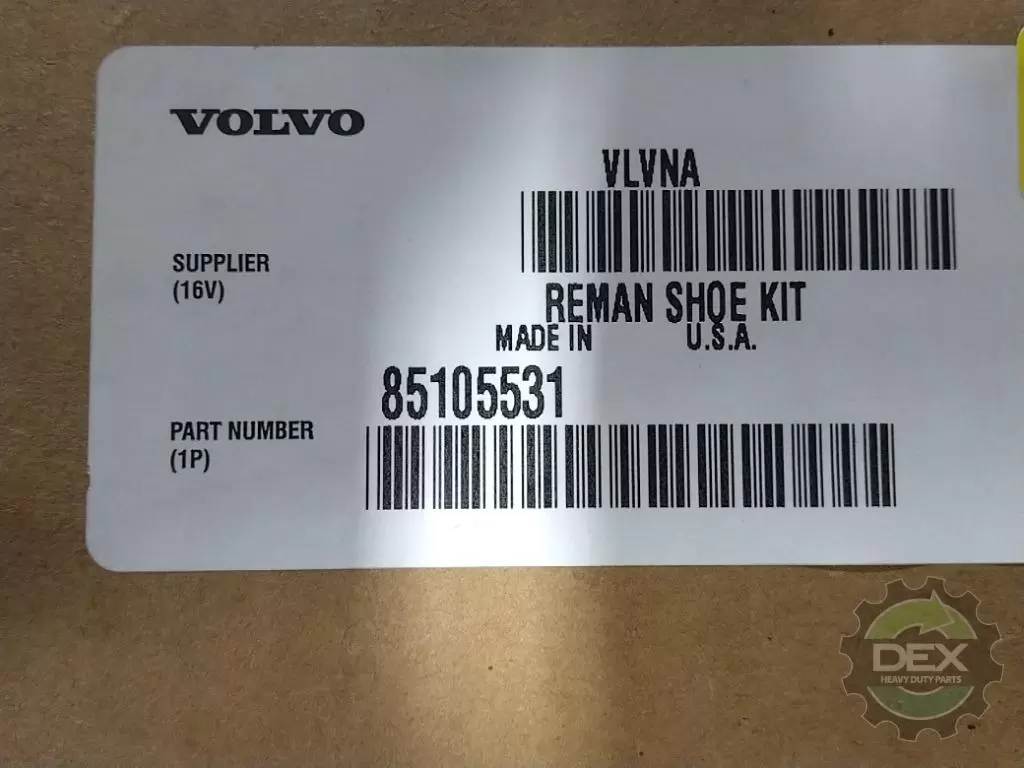 VOLVO
VLVNA
SUPPLIER
(16V)
REMAN SHOE KIT
MADE IN U.S.A.
85105531
PART NUMBER
(1P)
DEX
HEAVY DUTY PARTS